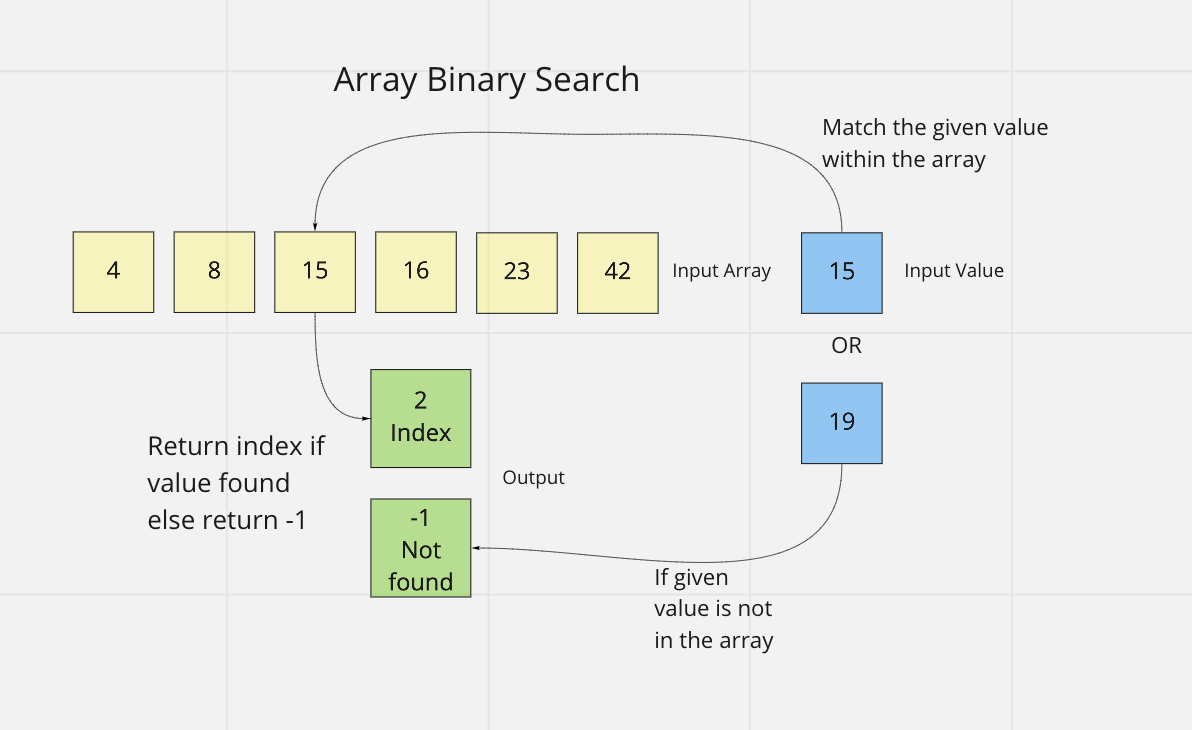 Array Binary Search
Match the given value
within the array
4
8
15
16
23
42
Input Array
15
Input Value
OR
2
Index
19
Return index if
value found
else return -1
Output
-1
Not
found
If given
value is not
in the array